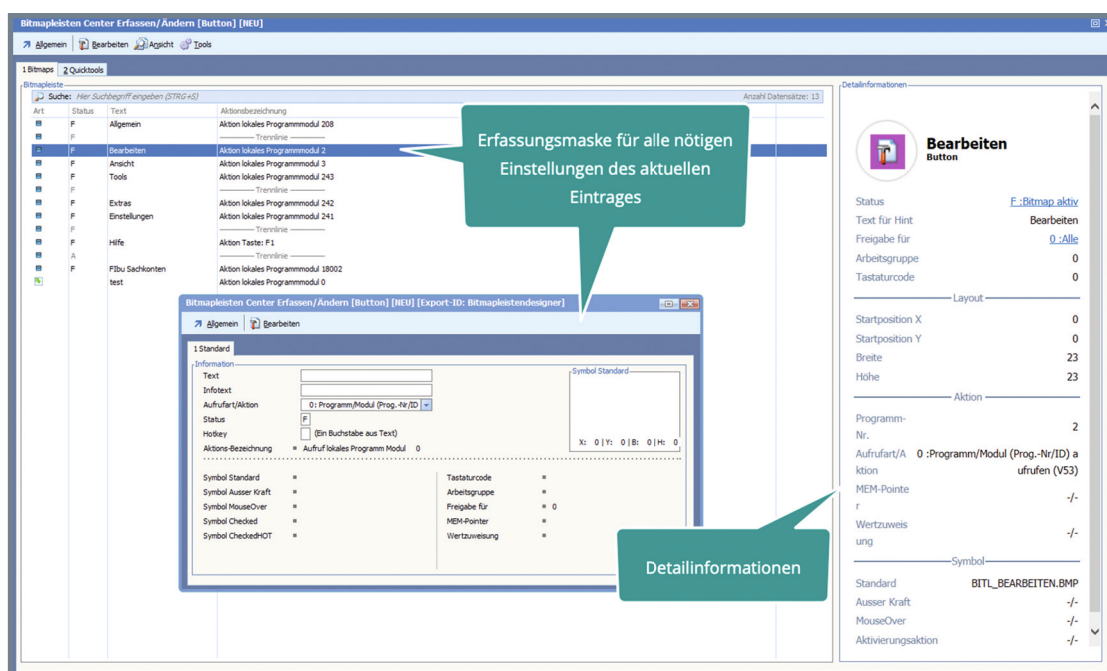 Bitmapleisten Center Erfassen/Ändern [Button] [NEU]
Allgemein Bearbeiten Ansicht Tools
1 Bitmaps 2 Quicktools
Bitmapleiste
Suche: Hier Suchbegriff eingeben (STRG+S) Anzahl Datensätze: 13
Art Status Text Aktionsbezeichnung
F Allgemein Aktion lokales Programmmodul 208
F Trennlinie
F Bearbeiten Aktion lokales Programmmodul 2
F Ansicht Aktion lokales Programmmodul 3
F Tools Aktion lokales Programmmodul 243
F Trennlinie
F Extras Aktion lokales Programmmodul 242
F Einstellungen Aktion lokales Programmmodul 241
F Trennlinie
F Hilfe Aktion Taste: F1
A Trennlinie
F FIbu Sachkonten Aktion lokales Programmmodul 18002
test Aktion lokales Programmmodul 0
Erfassungsmaske für alle nötigen
Einstellungen des aktuellen
Eintrages
Bitmapleisten Center Erfassen/Ändern [Button] [NEU] [Export-ID: Bitmapleistendesigner]
Allgemein Bearbeiten
1 Standard
Information
Text
Infotext
Aufrufart/Aktion 0: Programm/Modul (Prog.-Nr/ID)
Status F
Hotkey (Ein Buchstabe aus Text)
Aktions-Bezeichnung = Aufruf lokales Programm Modul 0
Symbol Standard
X: 0 | Y: 0 | B: 0 | H: 0
Symbol Standard =
Symbol Ausser Kraft =
Symbol MouseOver =
Symbol Checked =
Symbol CheckedHOT =
Tastaturcode =
Arbeitsgruppe =
Freigabe für = 0
MEM-Pointer =
Wertzuweisung =
Detailinformationen
Detailinformationen
Bearbeiten
Button
Status F :Bitmap aktiv
Text für Hint Bearbeiten
Freigabe für 0 :Alle
Arbeitsgruppe 0
Tastaturcode 0
Layout
Startposition X 0
Startposition Y 0
Breite 23
Höhe 23
Aktion
Programm-
Nr. 2
Aufrufart/A 0 :Programm/Modul (Prog.-Nr/ID) a
ktion ufrufen (V53)
MEM-Pointe
r -/-
Wertzuweis
ung -/-
Symbol
Standard BITL_BEARBEITEN.BMP
Ausser Kraft -/-
MouseOver -/-
Aktivierungsaktion -/-